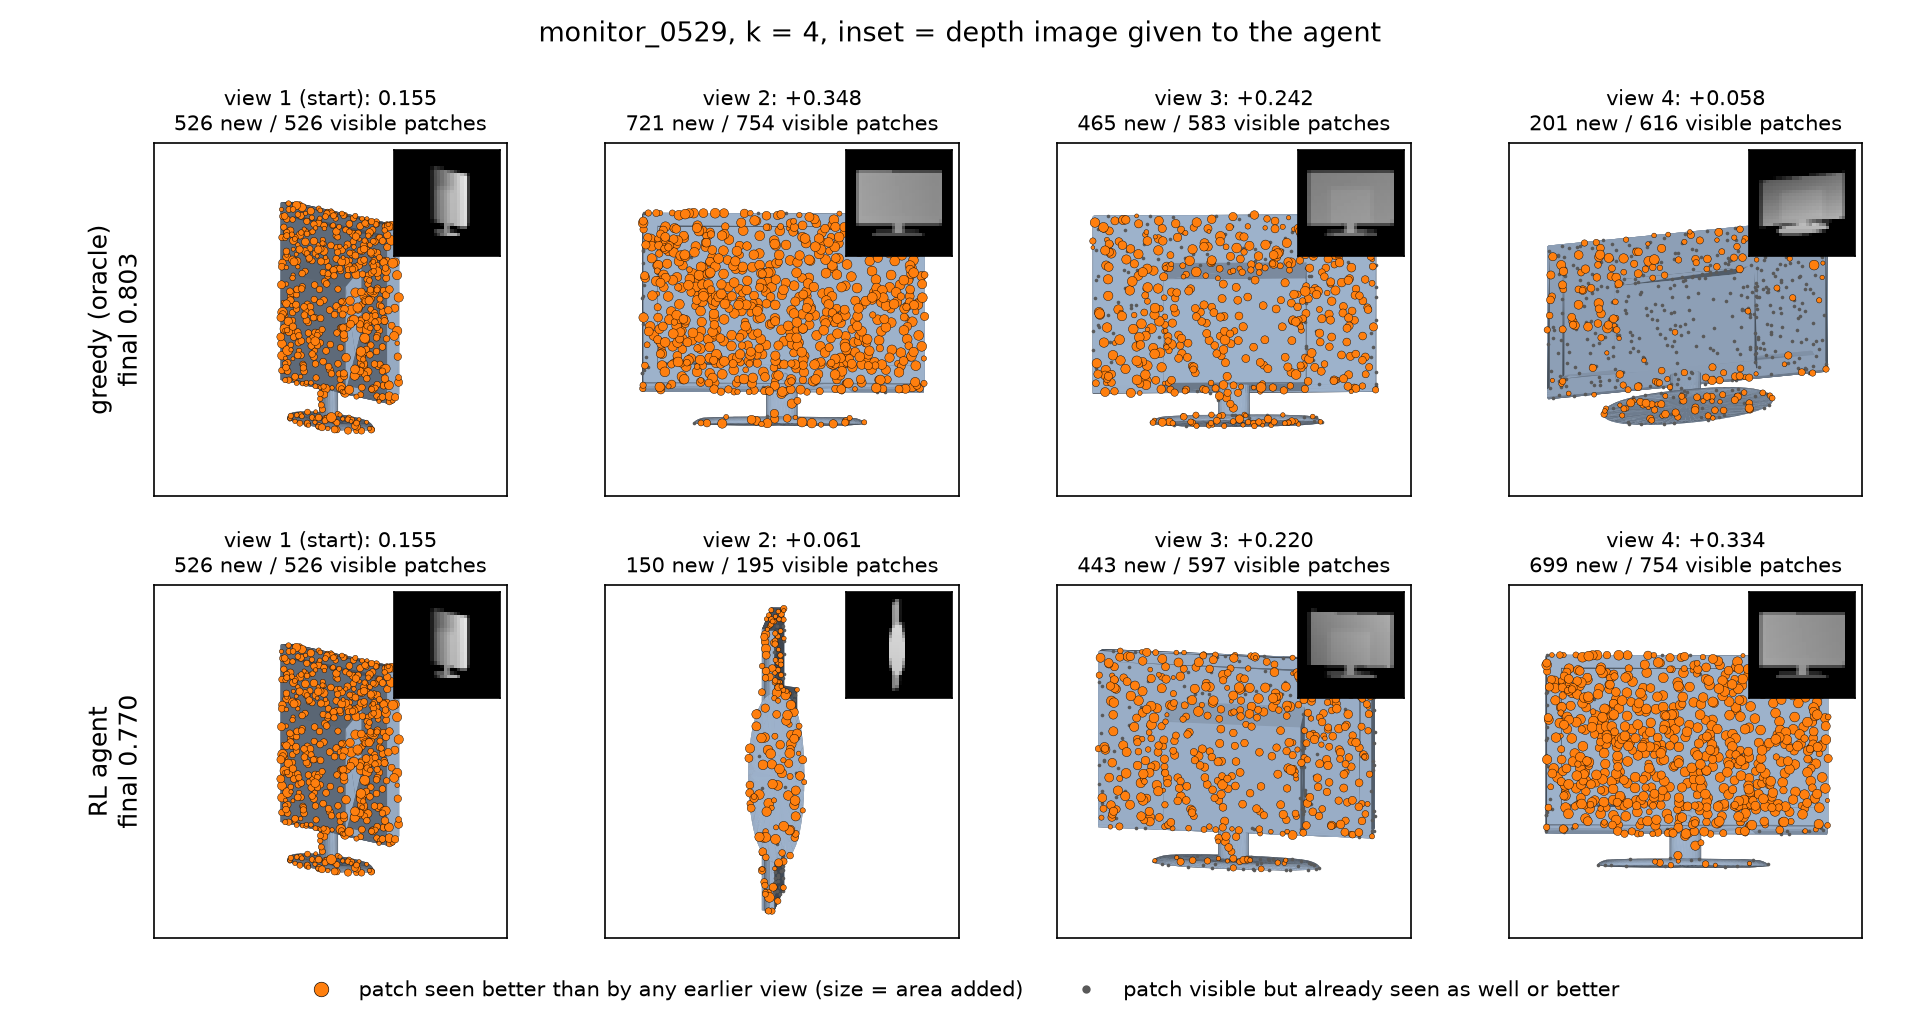 monitor_0529, k = 4, inset = depth image given to the agent
greedy (oracle)
final 0.803
view 1 (start): 0.155
526 new / 526 visible patches
view 2: +0.348
721 new / 754 visible patches
view 3: +0.242
465 new / 583 visible patches
view 4: +0.058
201 new / 616 visible patches
RL agent
final 0.770
view 1 (start): 0.155
526 new / 526 visible patches
view 2: +0.061
150 new / 195 visible patches
view 3: +0.220
443 new / 597 visible patches
view 4: +0.334
699 new / 754 visible patches
patch seen better than by any earlier view (size = area added)
patch visible but already seen as well or better